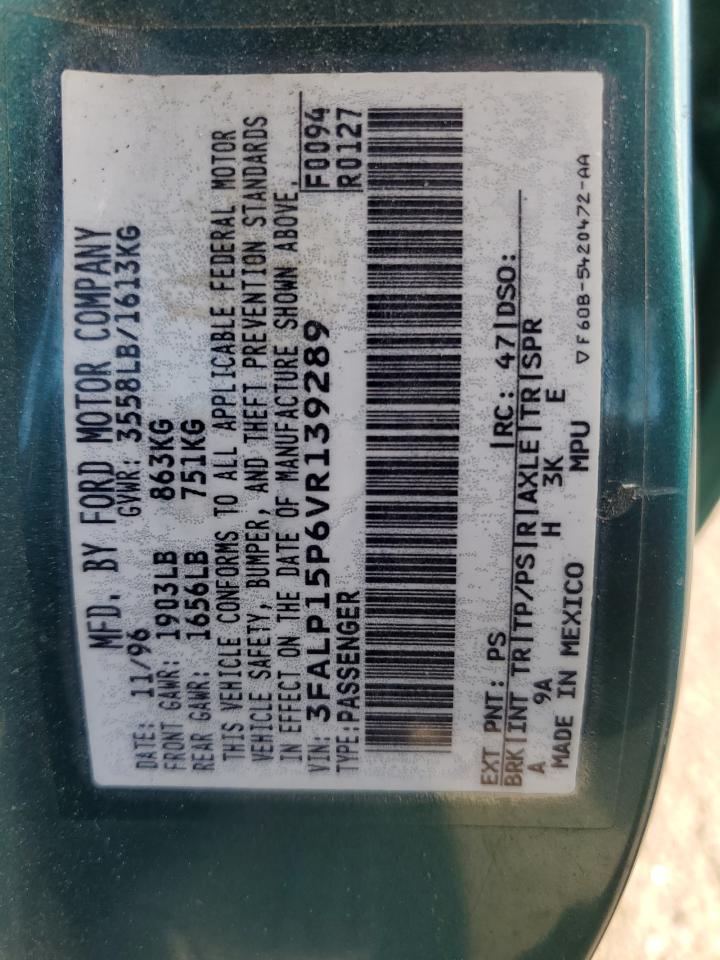 MFD. BY FORD MOTOR COMPANY
DATE: 11/96 GVWR: 3558LB/1613KG
FRONT GAWR: 1903LB 863KG
REAR GAWR: 1656LB 751KG
THIS VEHICLE CONFORMS TO ALL APPLICABLE FEDERAL MOTOR
VEHICLE SAFETY, BUMPER, AND THEFT PREVENTION STANDARDS
IN EFFECT ON THE DATE OF MANUFACTURE SHOWN ABOVE.
VIN: 3FALP15P6VR139289 F0094
TYPE: PASSENGER R0127
EXT PNT: PS |RC: 47|DSO:
BRK|INT TR|TP/PS|R|AXLE|TR|SPR
A 9A H 3K E
MADE IN MEXICO MPU
▽F60B-5420472-AA